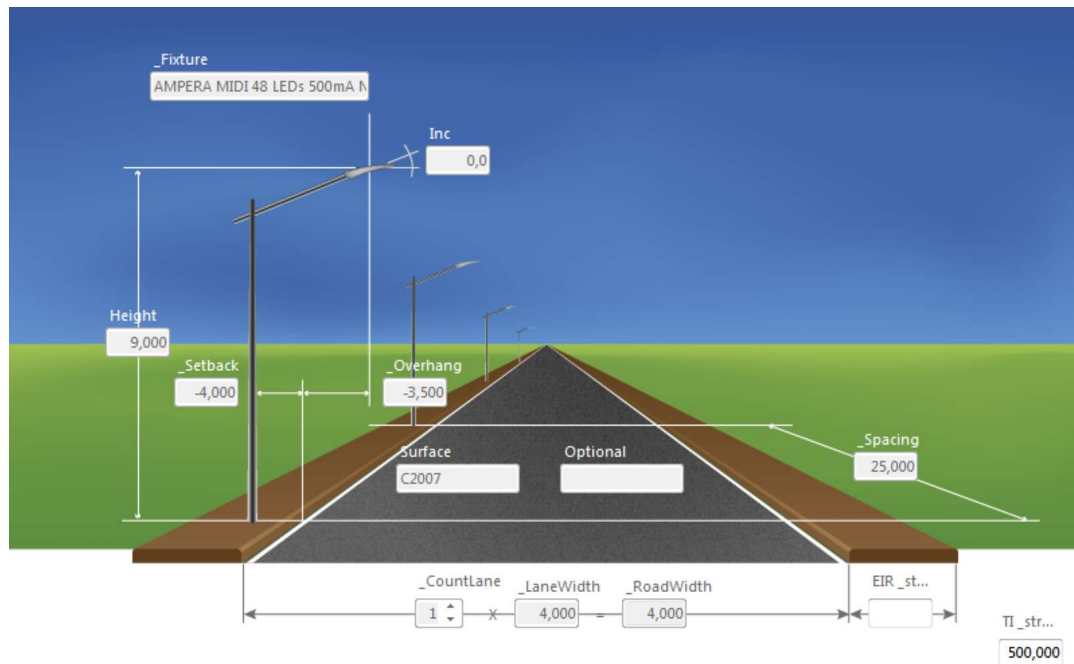 _Fixture
AMPERA MIDI 48 LEDs 500mA N
Inc
0,0
Height
9,000
_Setback
-4,000
_Overhang
-3,500
_Spacing
25,000
Surface
C2007
Optional
_CountLane
1
x
_LaneWidth
4,000
=
_RoadWidth
4,000
EIR _st...
TI _str...
500,000